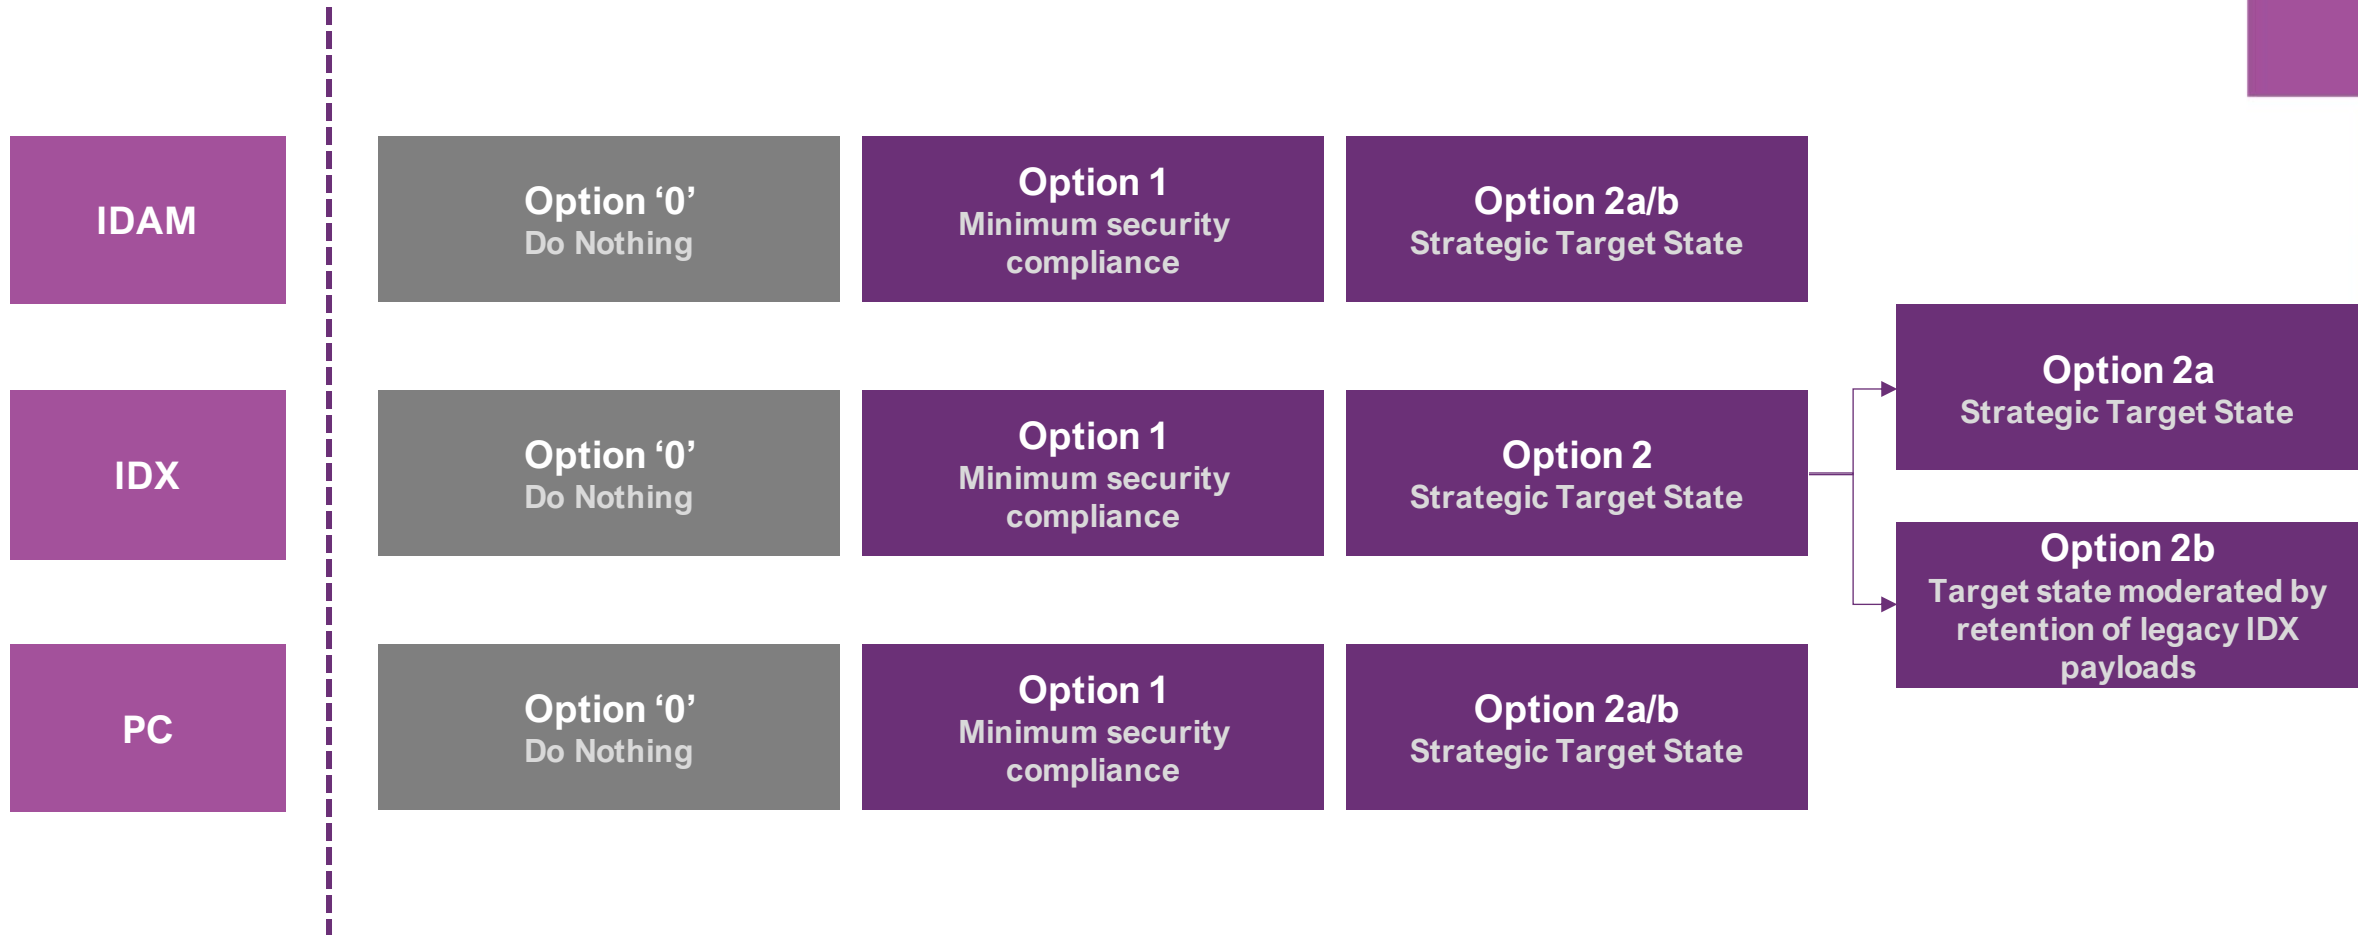 IDAM
Option ‘0’
Do Nothing
Option 1
Minimum security
compliance
Option 2a/b
Strategic Target State
IDX
Option ‘0’
Do Nothing
Option 1
Minimum security
compliance
Option 2
Strategic Target State
Option 2a
Strategic Target State
Option 2b
Target state moderated by
retention of legacy IDX
payloads
PC
Option ‘0’
Do Nothing
Option 1
Minimum security
compliance
Option 2a/b
Strategic Target State